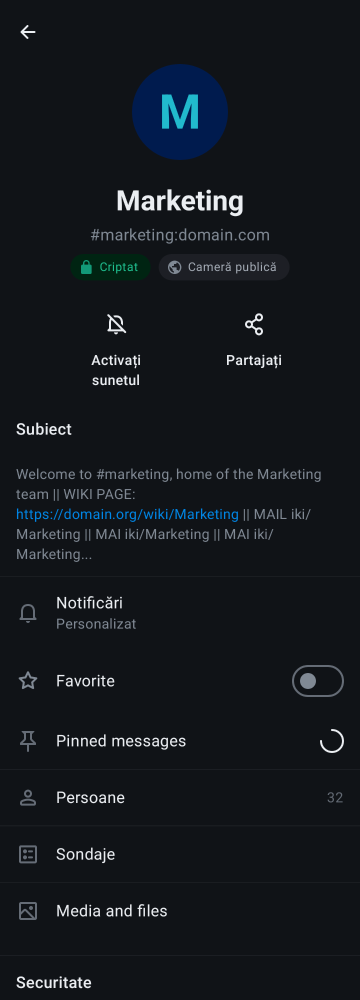 M
Marketing
#marketing:domain.com
Criptat
Cameră publică
Activați
sunetul
Partajați
Subiect
Welcome to #marketing, home of the Marketing
team || WIKI PAGE:
https://domain.org/wiki/Marketing || MAIL iki/
Marketing || MAI iki/Marketing || MAI iki/
Marketing...
Notificări
Personalizat
Favorite
Pinned messages
Persoane
32
Sondaje
Media and files
Securitate